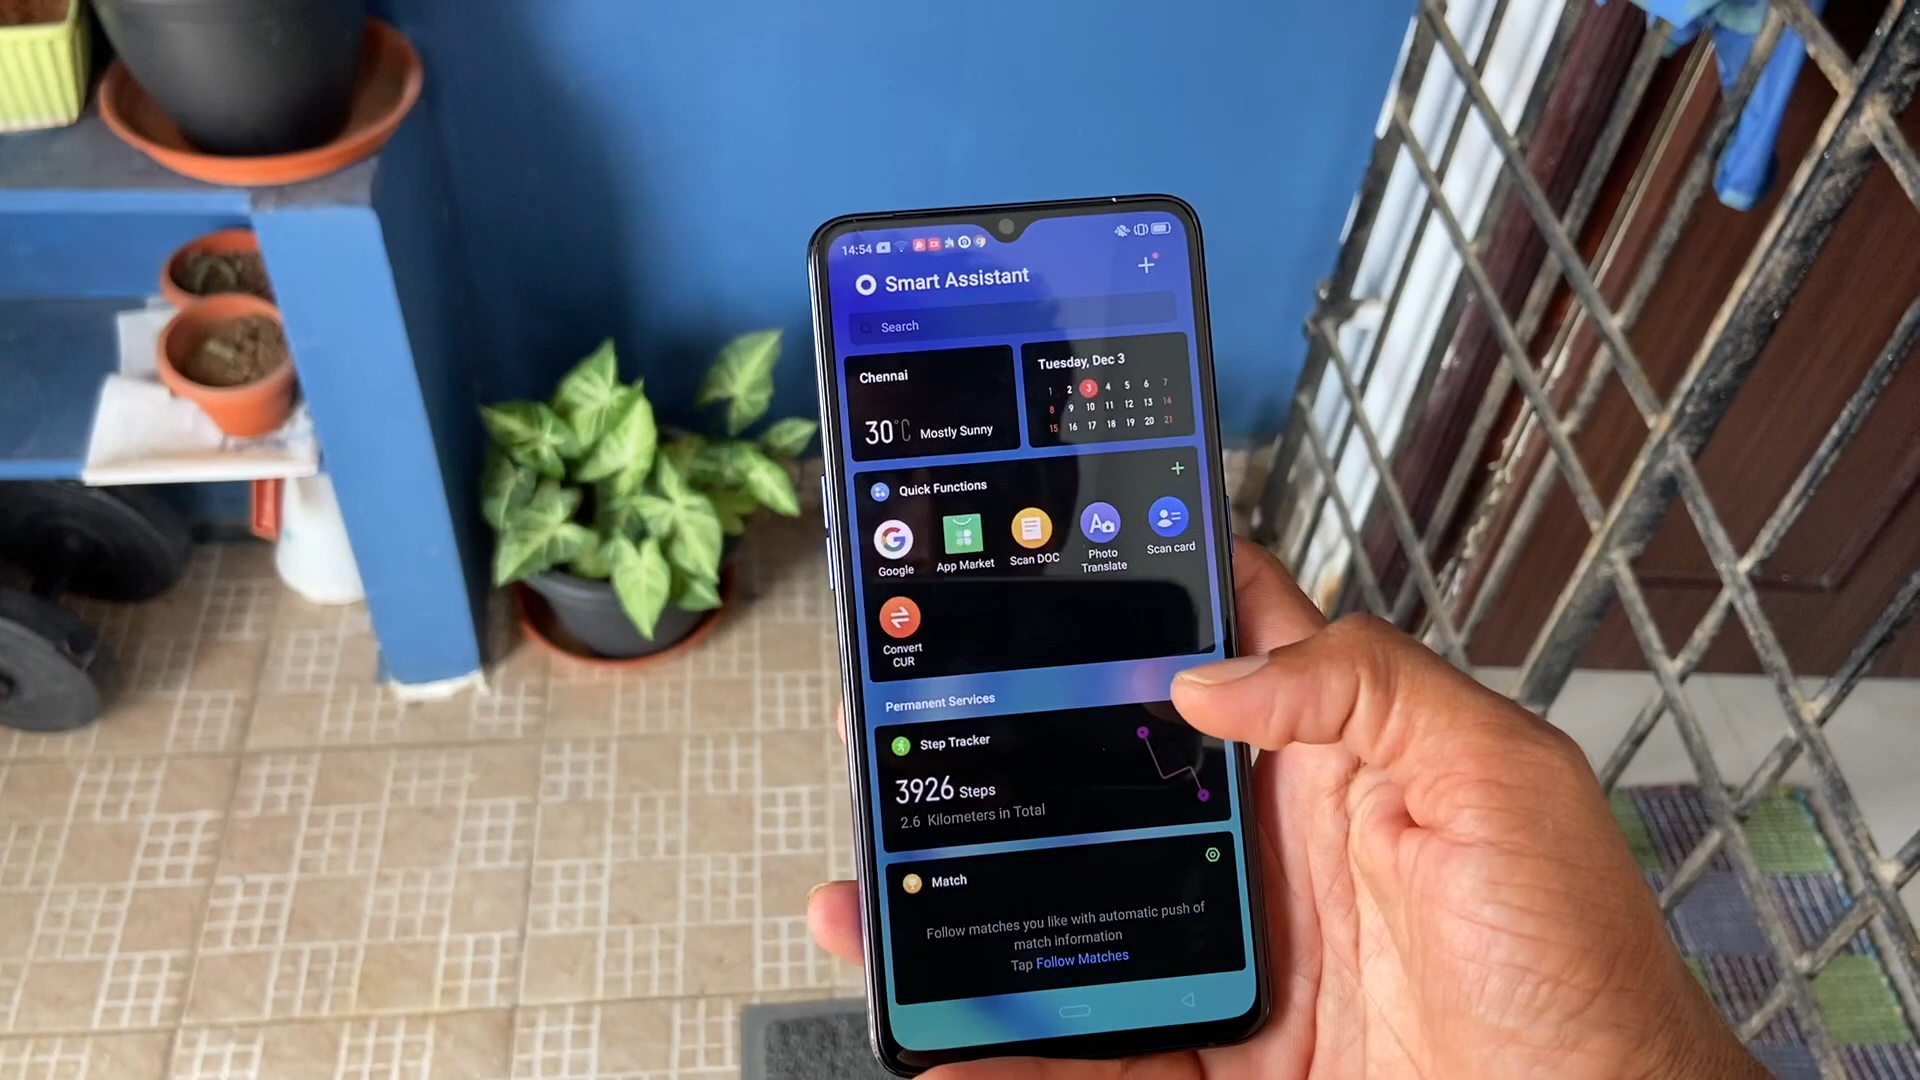 14:54
Smart Assistant
Search
Chennai
30°C Mostly Sunny
Tuesday, Dec 3
1 2 3 4 5 6 7
8 9 10 11 12 13 14
15 16 17 18 19 20 21
Quick Functions
Google
App Market
Scan DOC
Photo
Translate
Scan card
Convert
CUR
Permanent Services
Step Tracker
3926 Steps
2.6 Kilometers in Total
Match
Follow matches you like with automatic push of
match information
Tap Follow Matches